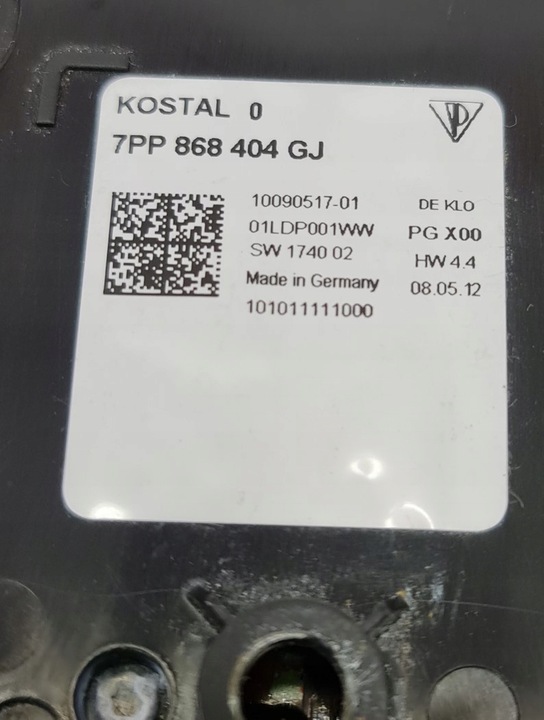 KOSTAL 0
7PP 868 404 GJ
10090517-01
01LDP001WW
SW 1740 02
Made in Germany
101011111000
DE KLO
PG X00
HW 4.4
08.05.12